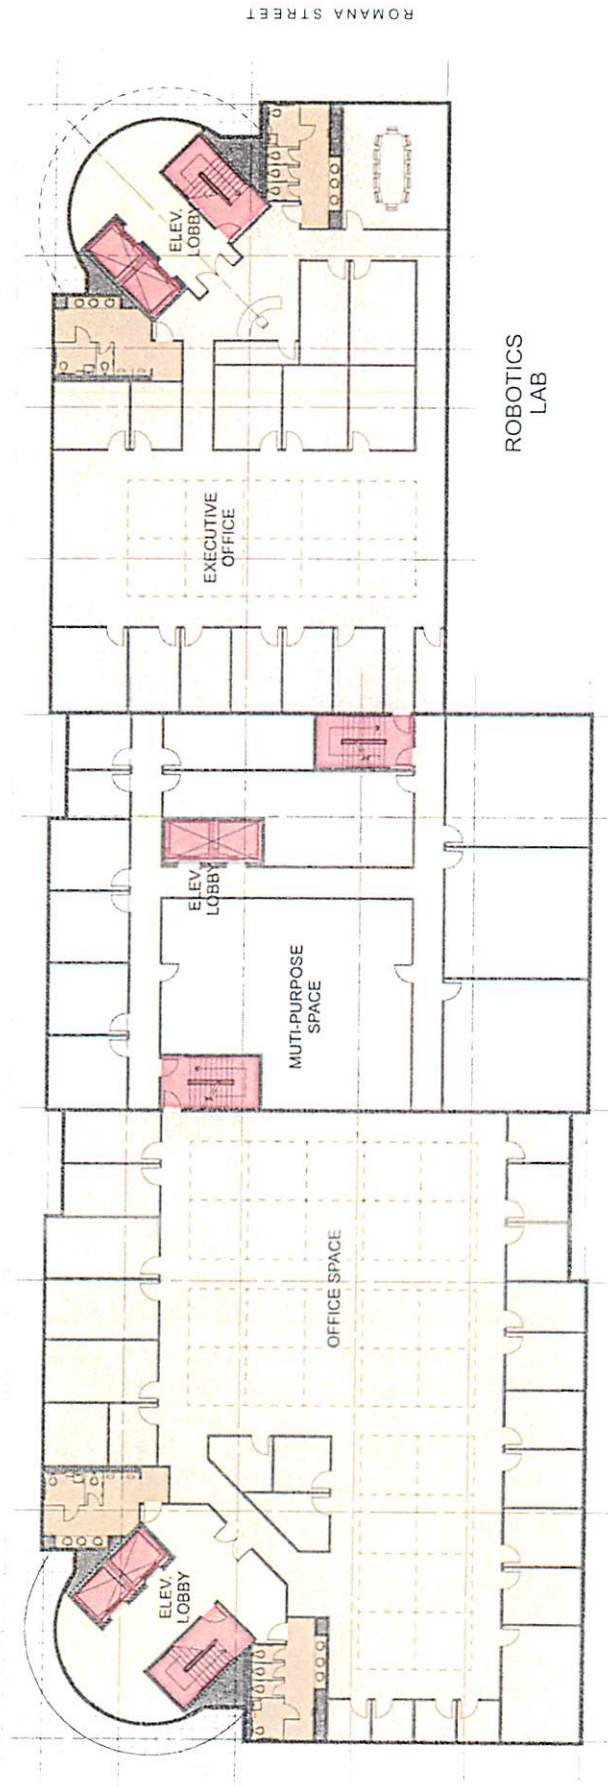 ROMANA STREET
ELEV.
LOBBY
ROBOTICS
LAB
EXECUTIVE
OFFICE
ELEV.
LOBBY
MUTI-PURPOSE
SPACE
OFFICE SPACE
ELEV.
LOBBY